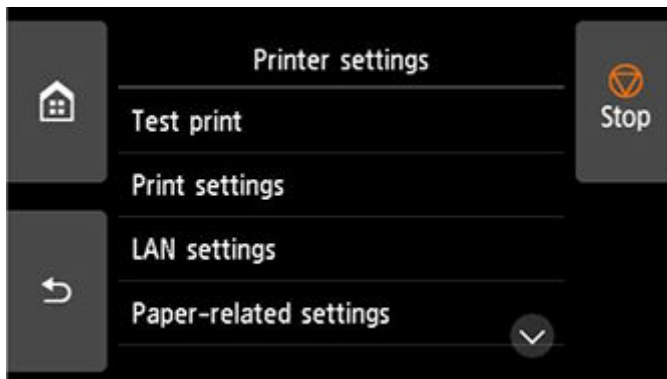 Printer settings
Stop
Test print
Print settings
LAN settings
Paper-related settings